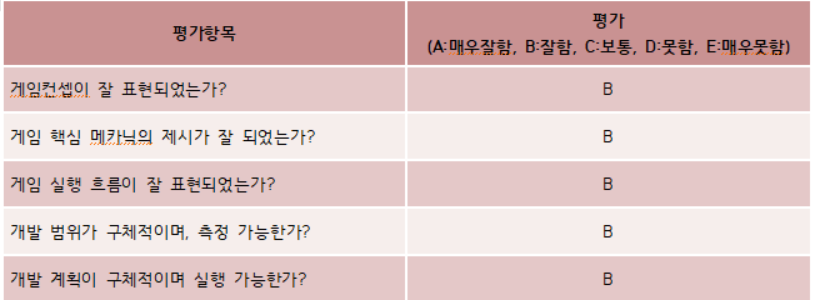 평가항목
평가
(A:매우잘함, B:잘함, C:보통, D:못함, E:매우못함)
게임컨셉이 잘 표현되었는가?
B
게임 핵심 메카닉의 제시가 잘 되었는가?
B
게임 실행 흐름이 잘 표현되었는가?
B
개발 범위가 구체적이며, 측정 가능한가?
B
개발 계획이 구체적이며 실행 가능한가?
B